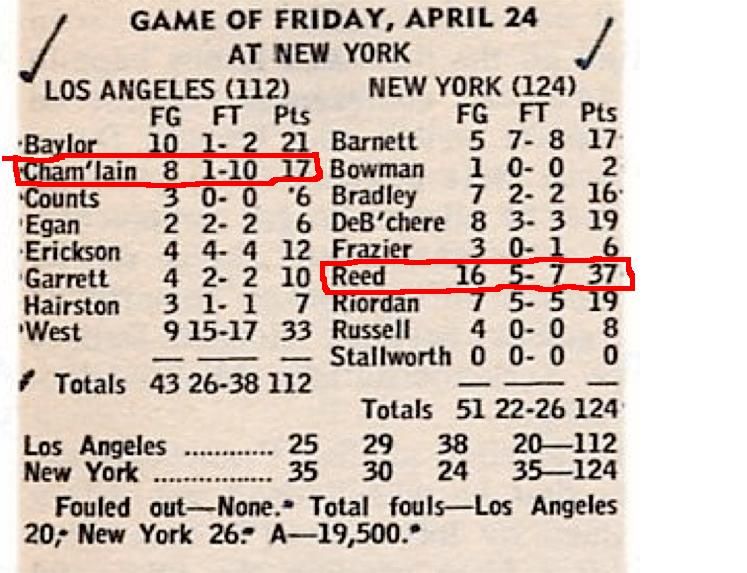 GAME OF FRIDAY, APRIL 24
AT NEW YORK
LOS ANGELES (112)
FG FT Pts
Baylor 10 1- 2 21
Cham'lain 8 1-10 17
Counts 3 0- 0 6
Egan 2 2- 2 6
Erickson 4 4- 4 12
Garrett 4 2- 2 10
Hairston 3 1- 1 7
West 9 15-17 33
Totals 43 26-38 112
NEW YORK (124)
FG FT Pts
Barnett 5 7- 8 17
Bowman 1 0- 0 2
Bradley 7 2- 2 16
DeB'chere 8 3- 3 19
Frazier 3 0- 1 6
Reed 16 5- 7 37
Riordan 7 5- 5 19
Russell 4 0- 0 8
Stallworth 0 0- 0 0
Totals 51 22-26 124
Los Angeles ............ 25 29 38 20—112
New York ................ 35 30 24 35—124
Fouled out—None. Total fouls—Los Angeles
20, New York 26. A—19,500.